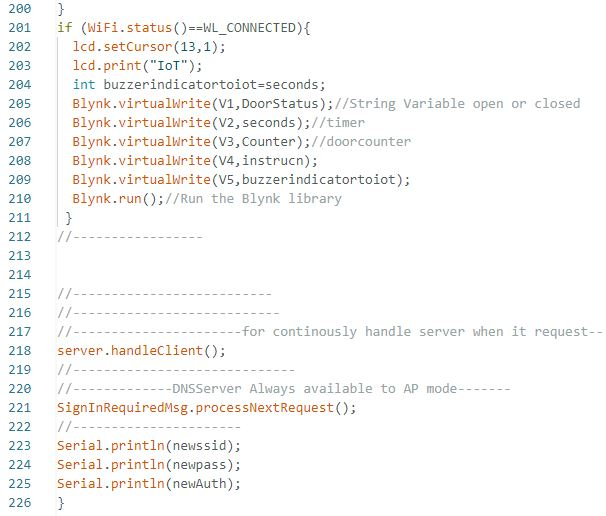 200 }
201 if (WiFi.status()==WL_CONNECTED){
202 lcd.setCursor(13,1);
203 lcd.print("IoT");
204 int buzzerindicatortoiot=seconds;
205 Blynk.virtualWrite(V1,DoorStatus);//String Variable open or closed
206 Blynk.virtualWrite(V2,seconds);//timer
207 Blynk.virtualWrite(V3,Counter);//doorcounter
208 Blynk.virtualWrite(V4,instrucn);
209 Blynk.virtualWrite(V5,buzzerindicatortoiot);
210 Blynk.run();//Run the Blynk library
211 }
212 //-----------------
213
214
215 //--------------------------
216 //---------------------------
217 //----------------------for continously handle server when it request--
218 server.handleClient();
219 //-----------------------------
220 //-------------DNSServer Always available to AP mode-------
221 SignInRequiredMsg.processNextRequest();
222 //----------------------
223 Serial.println(newssid);
224 Serial.println(newpass);
225 Serial.println(newAuth);
226 }